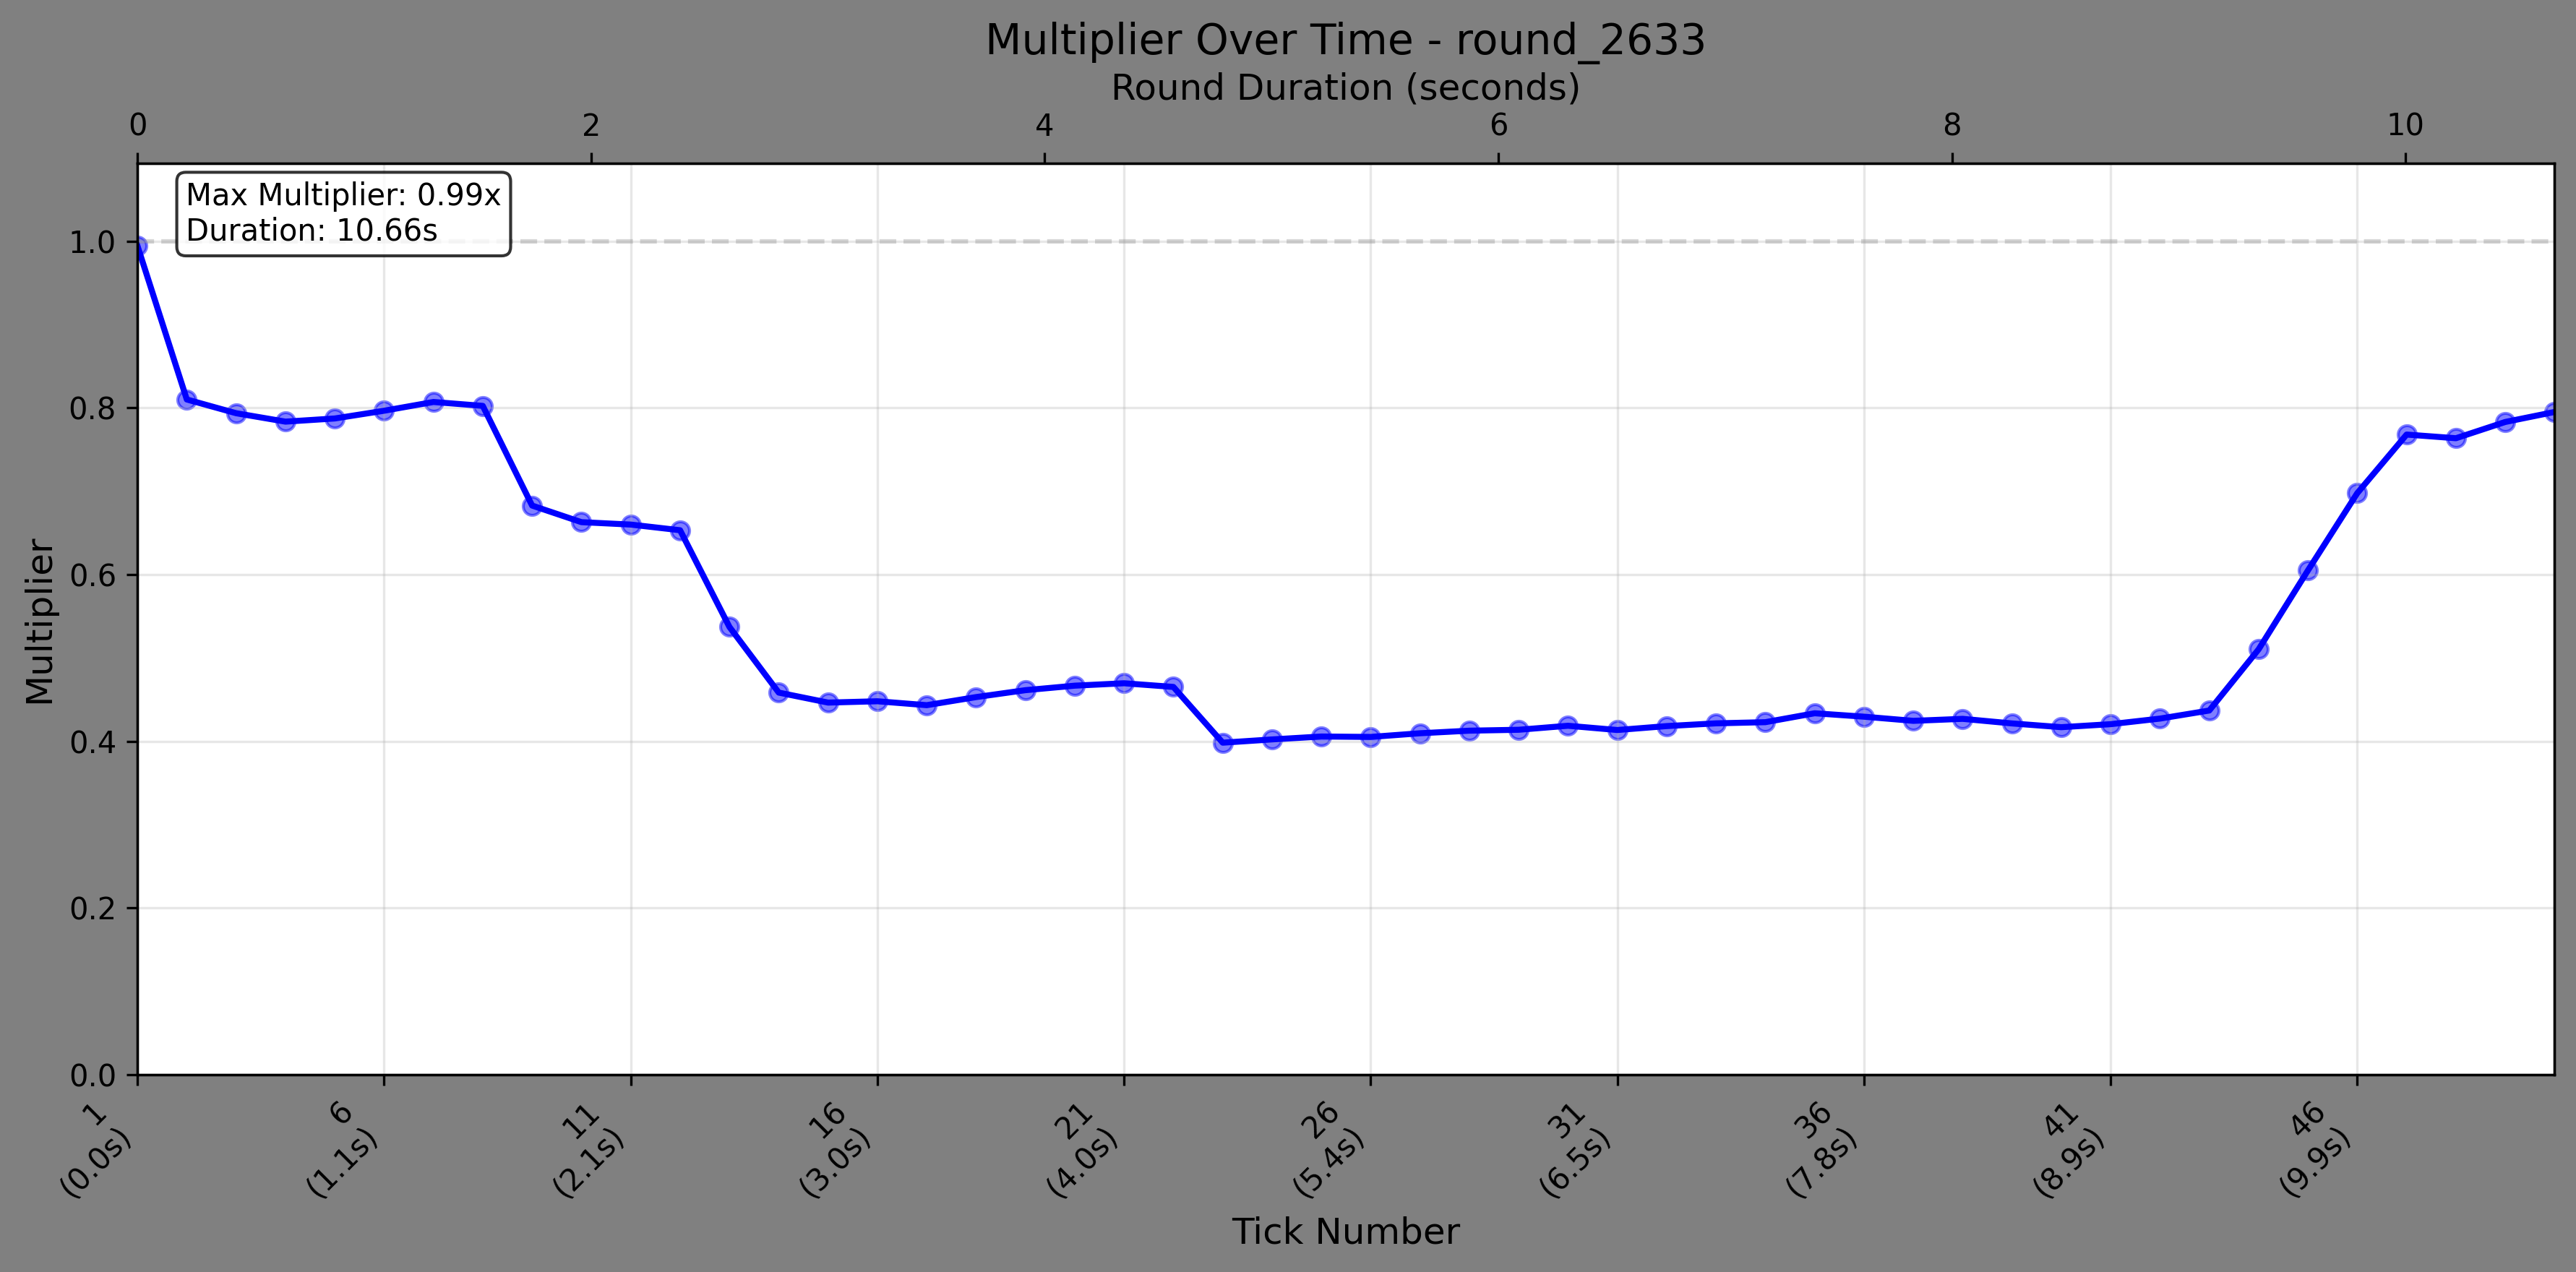 Multiplier Over Time - round_2633
Round Duration (seconds)
0 2 4 6 8 10
Max Multiplier: 0.99x
Duration: 10.66s
1.0
0.8
0.6
0.4
0.2
0.0
Multiplier
1 6 11 16 21 26 31 36 41 46
(0.0s) (1.1s) (2.1s) (3.0s) (4.0s) (5.4s) (6.5s) (7.8s) (8.9s) (9.9s)
Tick Number